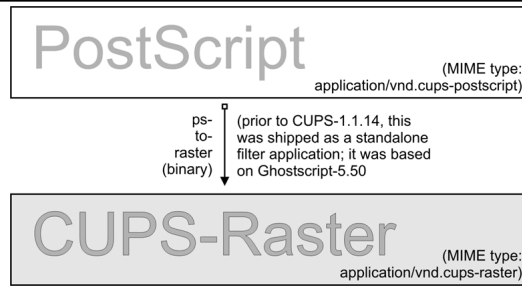 PostScript
(MIME type:
application/vnd.cups-postscript)
ps-
to-
raster
(binary)
(prior to CUPS-1.1.14, this
was shipped as a standalone
filter application; it was based
on Ghostscript-5.50
CUPS-Raster
(MIME type:
application/vnd.cups-raster)